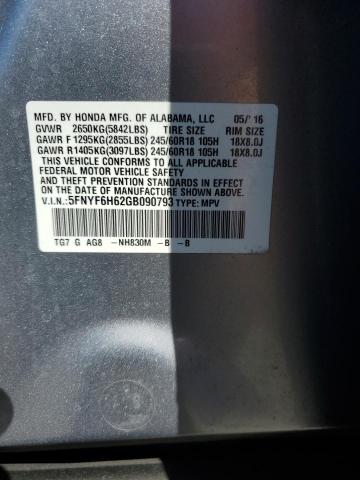 MFD. BY HONDA MFG. OF ALABAMA, LLC 05/'16
GVWR 2650KG(5842LBS) TIRE SIZE RIM SIZE
GAWR F 1295KG(2855LBS) 245/60R18 105H 18X8.0J
GAWR R 1405KG(3097LBS) 245/60R18 105H 18X8.0J
THIS VEHICLE CONFORMS TO ALL APPLICABLE
FEDERAL MOTOR VEHICLE SAFETY
AND THEFT PREVENTION STANDARDS IN EFFECT
ON THE DATE OF MANUFACTURE SHOWN ABOVE.
V.I.N.: 5FNYF6H62GB090793 TYPE: MPV
TG7 G AG8 -NH830M -B -B